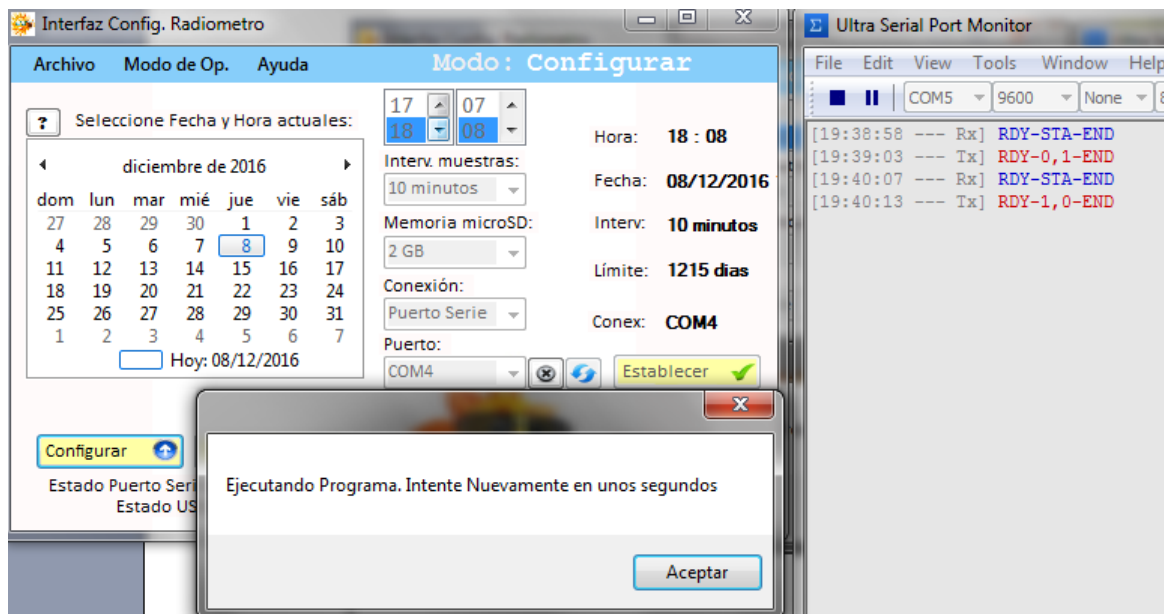 Interfaz Config. Radiometro
Archivo Modo de Op. Ayuda
Modo: Configurar
? Seleccione Fecha y Hora actuales:
diciembre de 2016
dom lun mar mié jue vie sáb
27 28 29 30 1 2 3
4 5 6 7 8 9 10
11 12 13 14 15 16 17
18 19 20 21 22 23 24
25 26 27 28 29 30 31
1 2 3 4 5 6 7
Hoy: 08/12/2016
17 07
18 08
Interv. muestras:
10 minutos
Memoria microSD:
2 GB
Conexión:
Puerto Serie
Puerto:
COM4
Hora: 18 : 08
Fecha: 08/12/2016
Interv: 10 minutos
Límite: 1215 dias
Conex: COM4
Establecer
Configurar
Estado Puerto Seri
Estado US
Ejecutando Programa. Intente Nuevamente en unos segundos
Aceptar
Ultra Serial Port Monitor
File Edit View Tools Window Help
COM5 9600 None 8
[19:38:58 --- Rx] RDY-STA-END
[19:39:03 --- Tx] RDY-0,1-END
[19:40:07 --- Rx] RDY-STA-END
[19:40:13 --- Tx] RDY-1,0-END